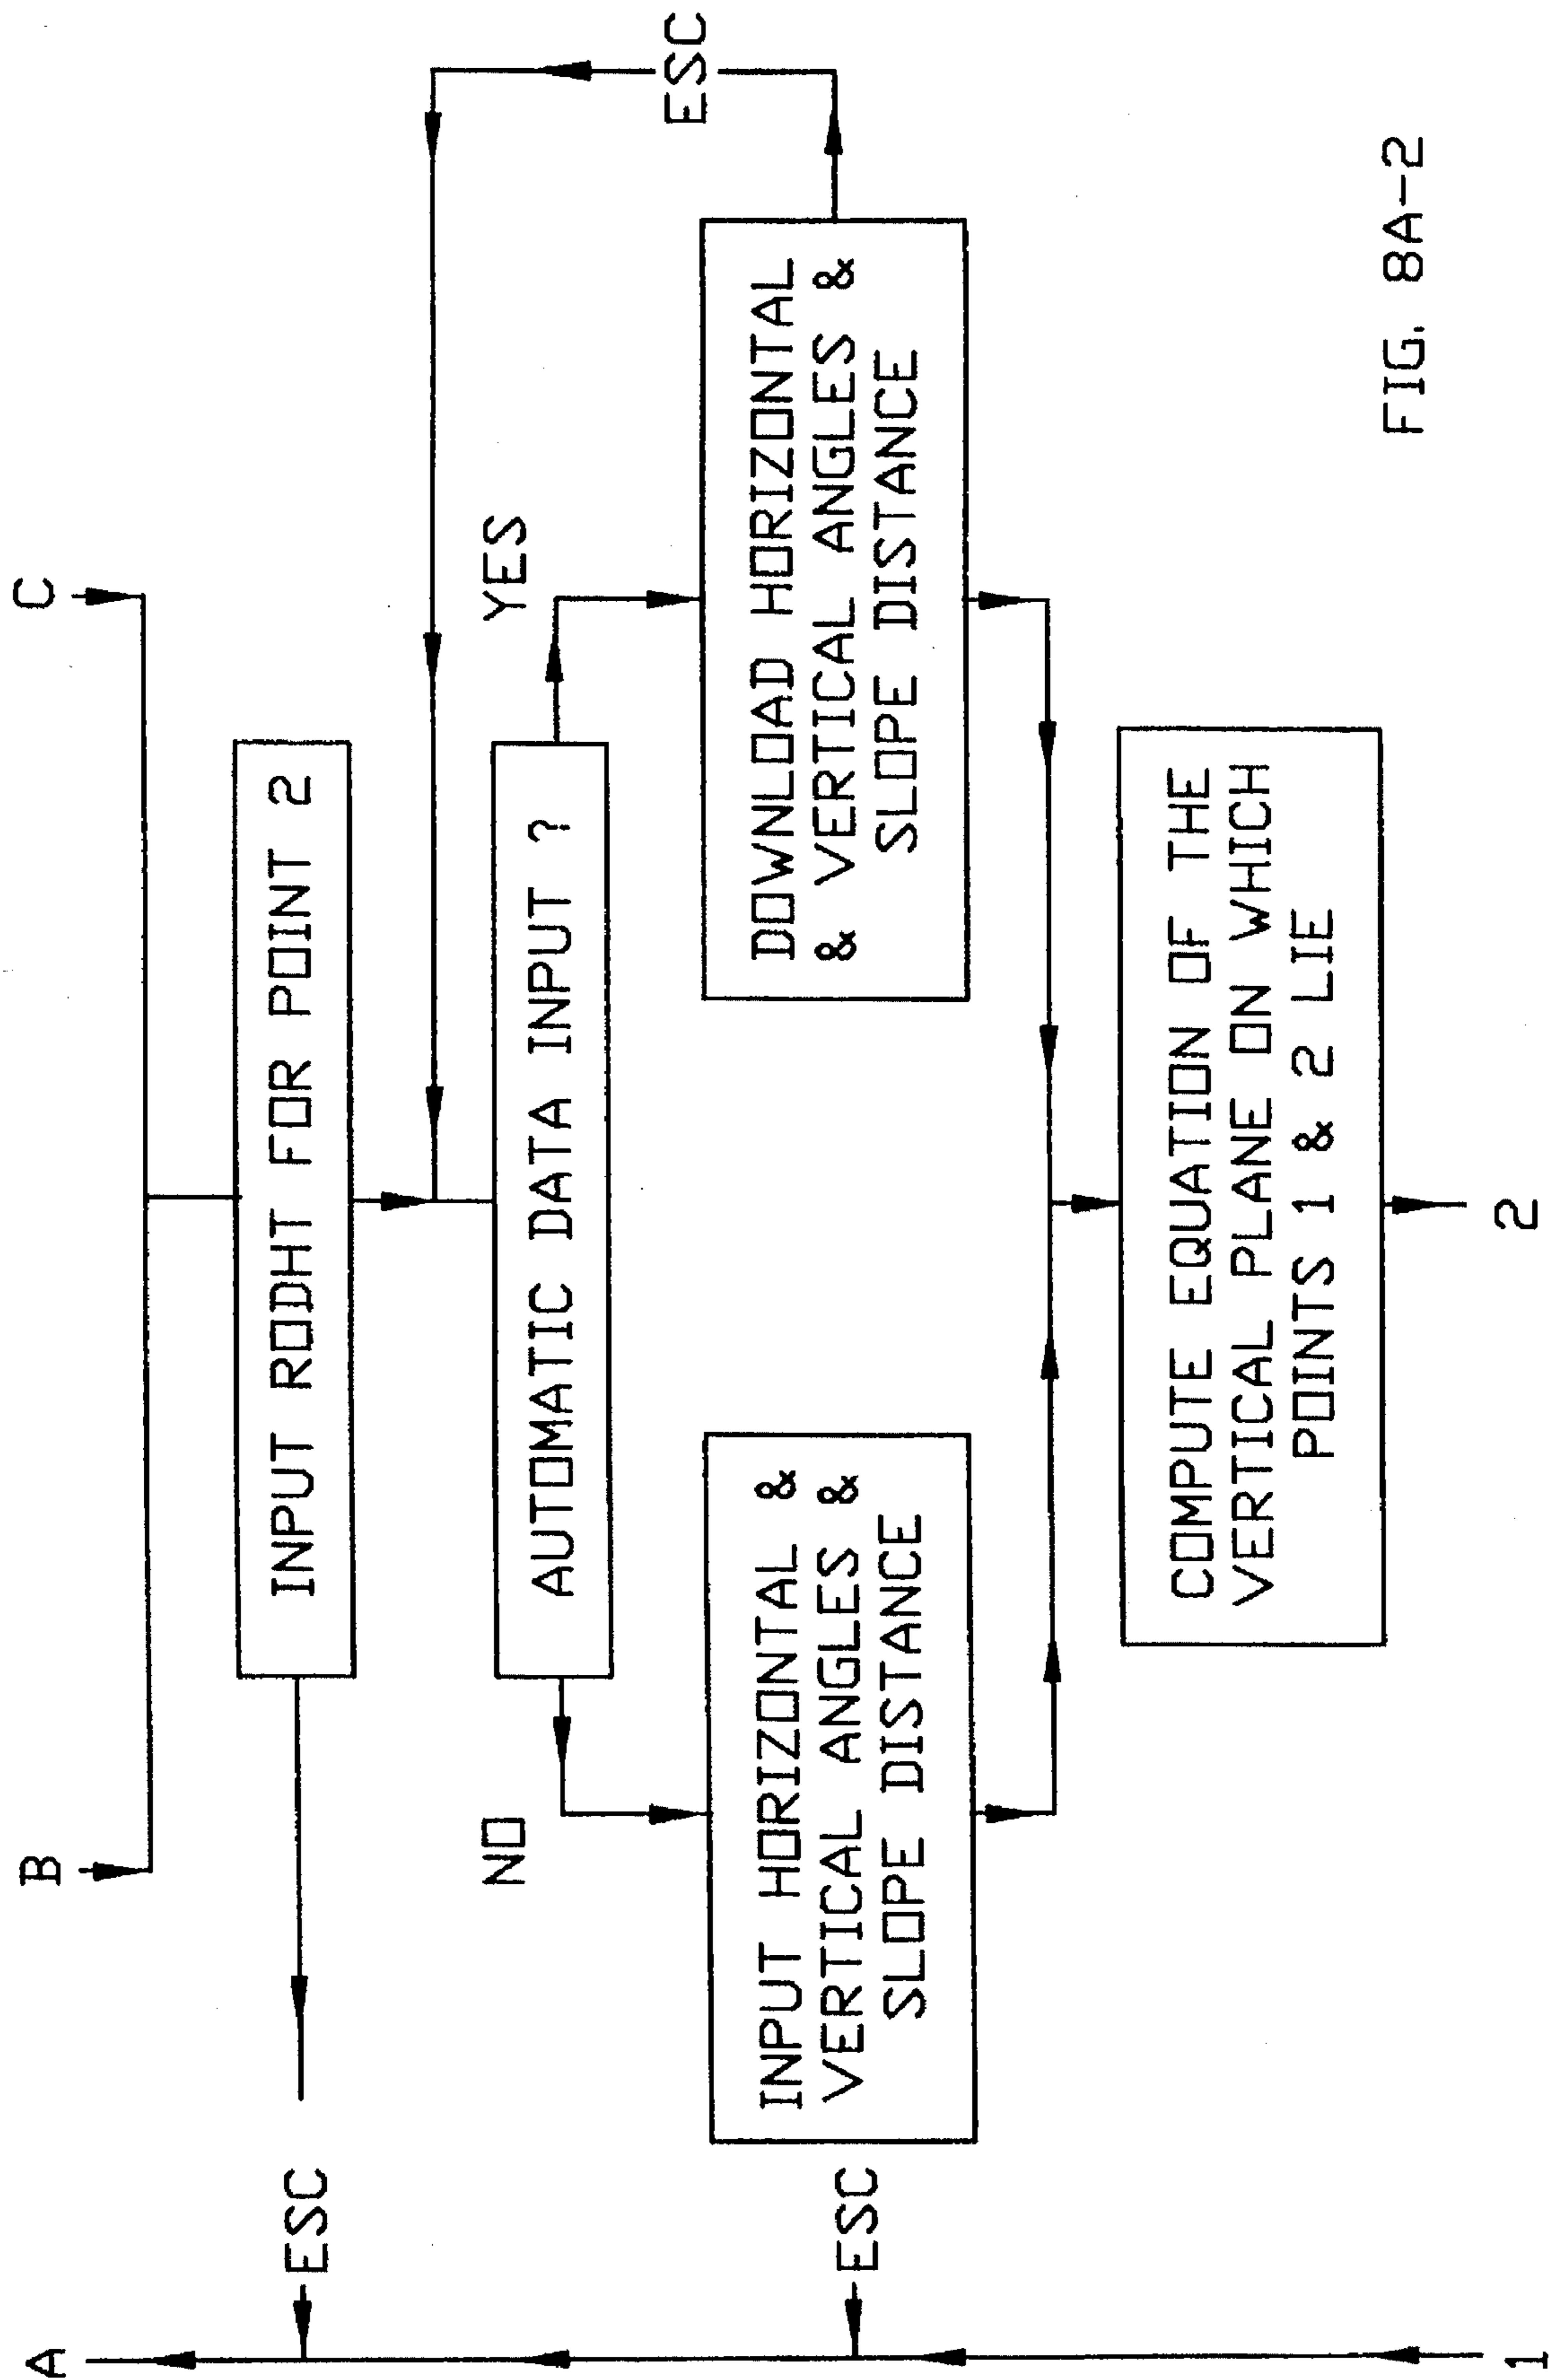 A
B
C
INPUT RODHT FOR POINT 2
ESC
AUTOMATIC DATA INPUT ?
NO
YES
INPUT HORIZONTAL &
VERTICAL ANGLES &
SLOPE DISTANCE
ESC
DOWNLOAD HORIZONTAL
& VERTICAL ANGLES &
SLOPE DISTANCE
ESC
COMPUTE EQUATION OF THE
VERTICAL PLANE ON WHICH
POINTS 1 & 2 LIE
1
2
FIG. 8A-2